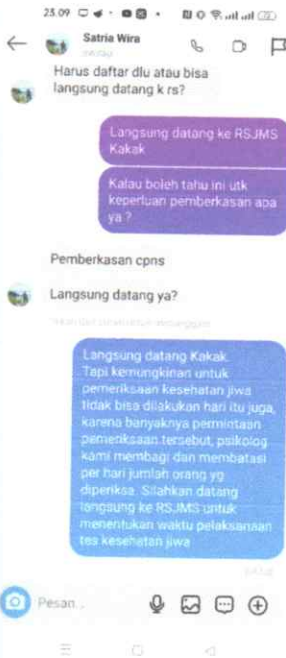 23.09
Satria Wira
Harus daftar dlu atau bisa
langsung datang k rs?
Langsung datang ke RSJMS
Kakak
Kalau boleh tahu ini utk
keperluan pemberkasan apa
ya ?
Pemberkasan cpns
Langsung datang ya?
Langsung datang Kakak.
Tapi kemungkinan untuk
pemeriksaan kesehatan jiwa
tidak bisa dilakukan hari itu juga,
karena banyaknya permintaan
pemeriksaan tersebut, psikolog
kami membagi dan membatasi
per hari jumlah orang yg
diperiksa. Silahkan datang
langsung ke RSJMS untuk
menentukan waktu pelaksanaan
tes kesehatan jiwa
Pesan...